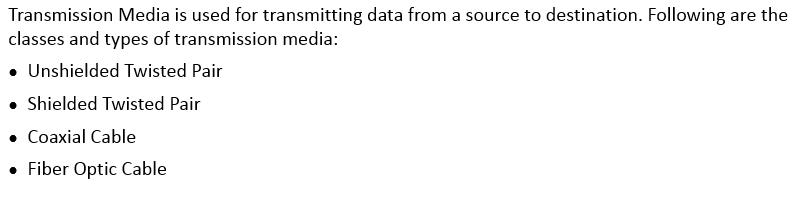 Transmission Media is used for transmitting data from a source to destination. Following are the
classes and types of transmission media:
• Unshielded Twisted Pair
• Shielded Twisted Pair
• Coaxial Cable
• Fiber Optic Cable